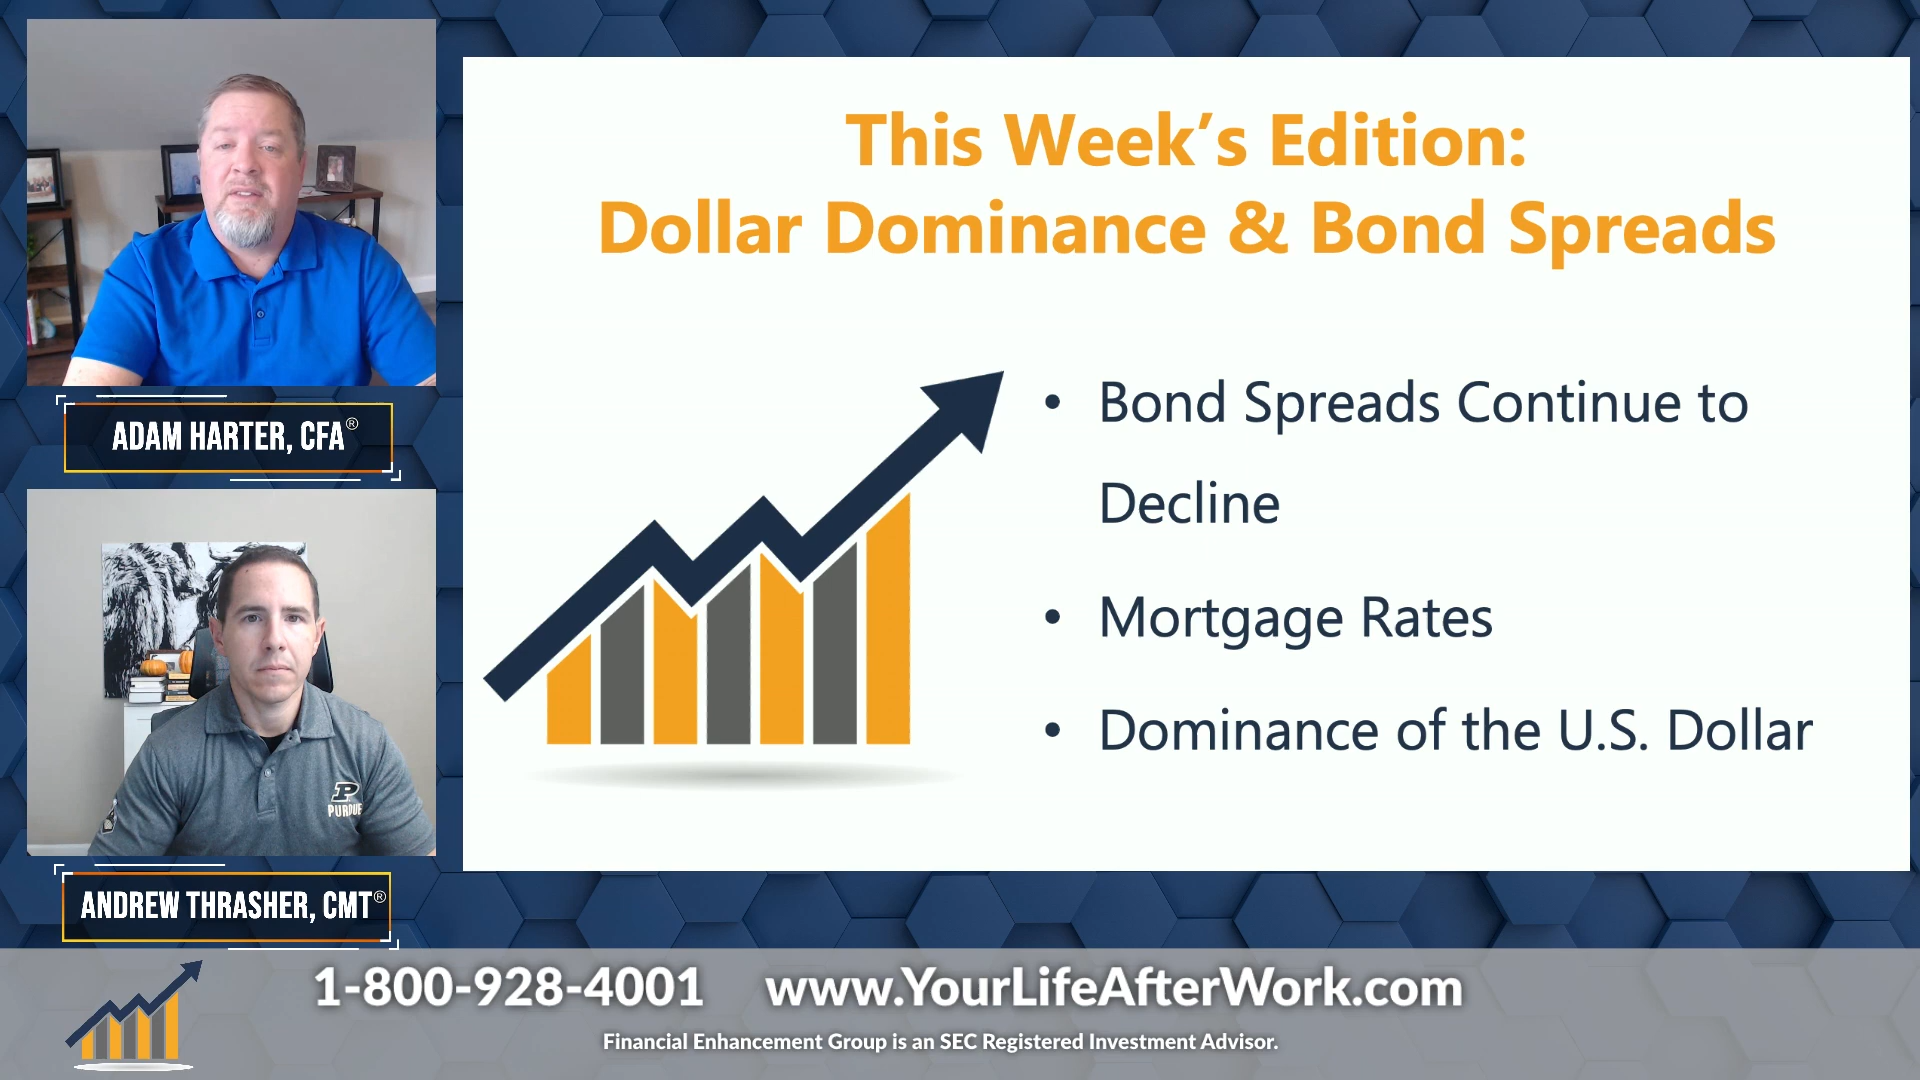 This Week’s Edition:
Dollar Dominance & Bond Spreads
• Bond Spreads Continue to
Decline
• Mortgage Rates
• Dominance of the U.S. Dollar
ADAM HARTER, CFA®
P
PURDUE
ANDREW THRASHER, CMT®
1-800-928-4001 www.YourLifeAfterWork.com
Financial Enhancement Group is an SEC Registered Investment Advisor.